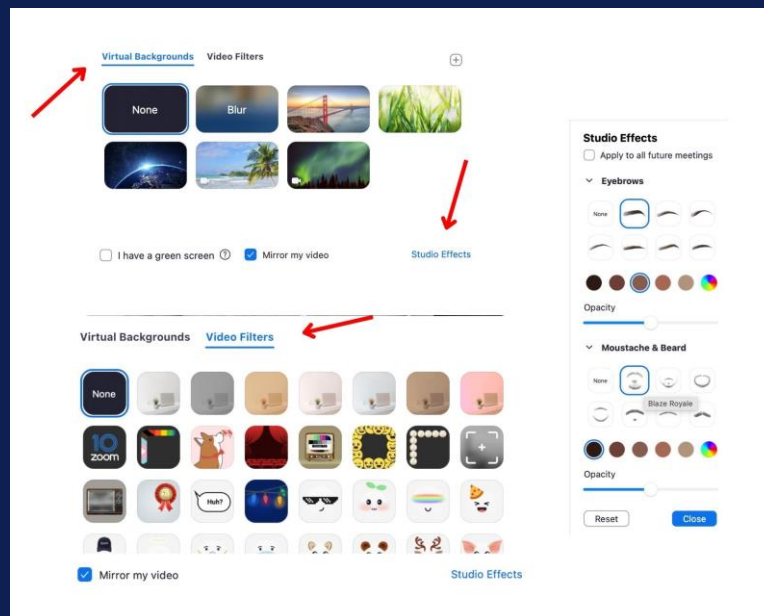 Virtual Backgrounds Video Filters
None
Blur
I have a green screen
Mirror my video
Studio Effects
Virtual Backgrounds Video Filters
None
10
zoom
Huh?
Mirror my video
Studio Effects
Studio Effects
Apply to all future meetings
Eyebrows
None
Opacity
Moustache & Beard
None
Blaze Royale
Opacity
Reset
Close